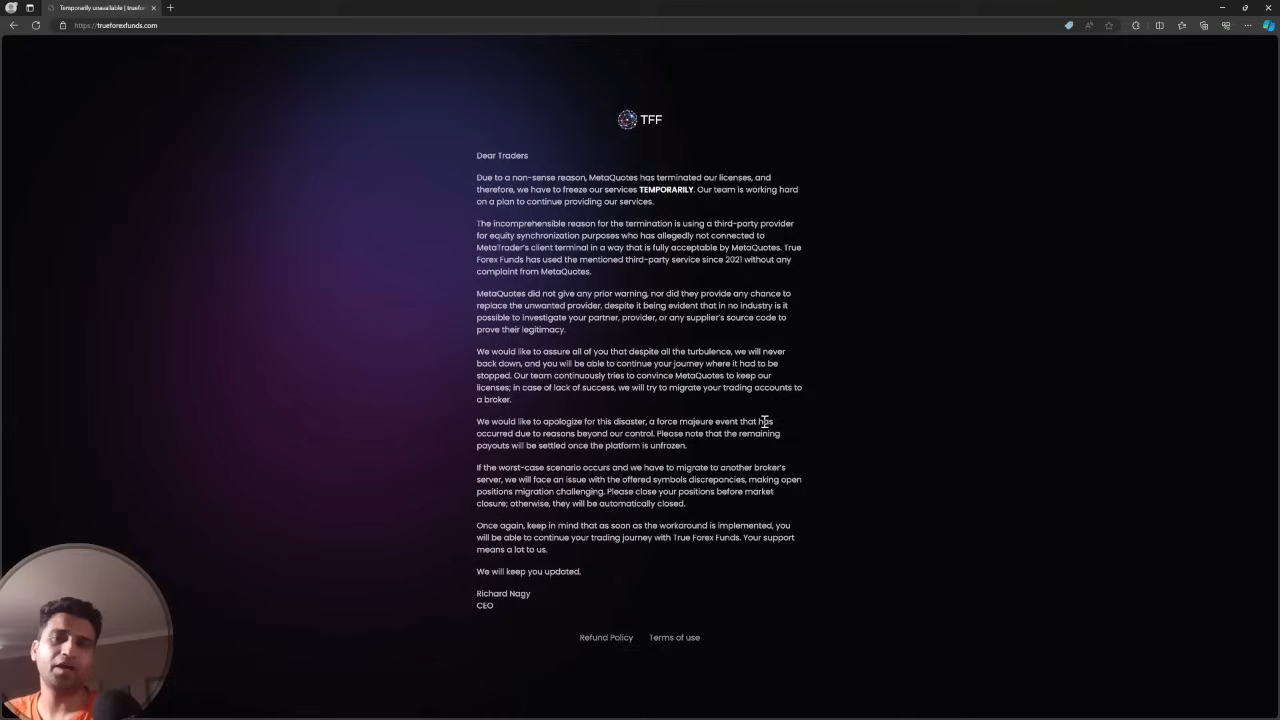 Temporarily unavailable | truefor
https://trueforexfunds.com
TFF
Dear Traders
Due to a non-sense reason, MetaQuotes has terminated our licenses, and
therefore, we have to freeze our services TEMPORARILY. Our team is working hard
on a plan to continue providing our services.
The incomprehensible reason for the termination is using a third-party provider
for equity synchronization purposes who has allegedly not connected to
MetaTrader's client terminal in a way that is fully acceptable by MetaQuotes. True
Forex Funds has used the mentioned third-party service since 2021 without any
complaint from MetaQuotes.
MetaQuotes did not give any prior warning, nor did they provide any chance to
replace the unwanted provider, despite it being evident that in no industry is it
possible to investigate your partner, provider, or any supplier's source code to
prove their legitimacy.
We would like to assure all of you that despite all the turbulence, we will never
back down, and you will be able to continue your journey where it had to be
stopped. Our team continuously tries to convince MetaQuotes to keep our
licenses; in case of lack of success, we will try to migrate your trading accounts to
a broker.
We would like to apologize for this disaster, a force majeure event that has
occurred due to reasons beyond our control. Please note that the remaining
payouts will be settled once the platform is unfrozen.
If the worst-case scenario occurs and we have to migrate to another broker's
server, we will face an issue with the offered symbols discrepancies, making open
positions migration challenging. Please close your positions before market
closure; otherwise, they will be automatically closed.
Once again, keep in mind that as soon as the workaround is implemented, you
will be able to continue your trading journey with True Forex Funds. Your support
means a lot to us.
We will keep you updated.
Richard Nagy
CEO
Refund Policy Terms of use